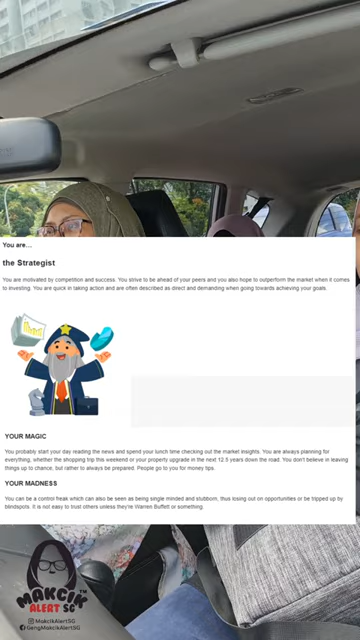 You are...
the Strategist
You are motivated by competition and success. You strive to be ahead of your peers and you also hope to outperform the market when it comes
to investing. You are quick in taking action and are often described as direct and demanding when going towards achieving your goals.
YOUR MAGIC
You probably start your day reading the news and spend your lunch time checking out the market insights. You are always planning for
everything, whether the shopping trip this weekend or your property upgrade in the next 12.5 years down the road. You don't believe in leaving
things up to chance, but rather to always be prepared. People go to you for money tips.
YOUR MADNESS
You can be a control freak which can also be seen as being single minded and stubborn, thus losing out on opportunities or be tripped up by
blindspots. It is not easy to trust others unless they're Warren Buffett or something.
MAKCIK
ALERT SG
TM
MakcikAlertSG
GengMakcikAlertSG